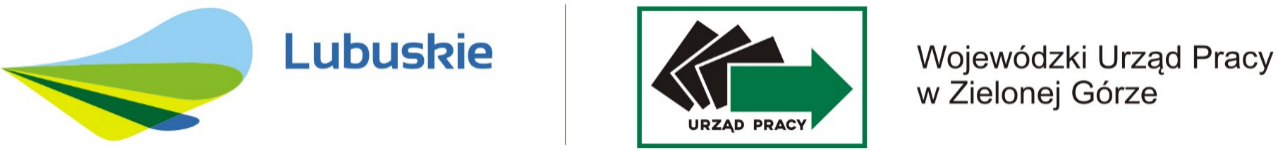 Lubuskie
URZĄD PRACY
Wojewódzki Urząd Pracy
w Zielonej Górze